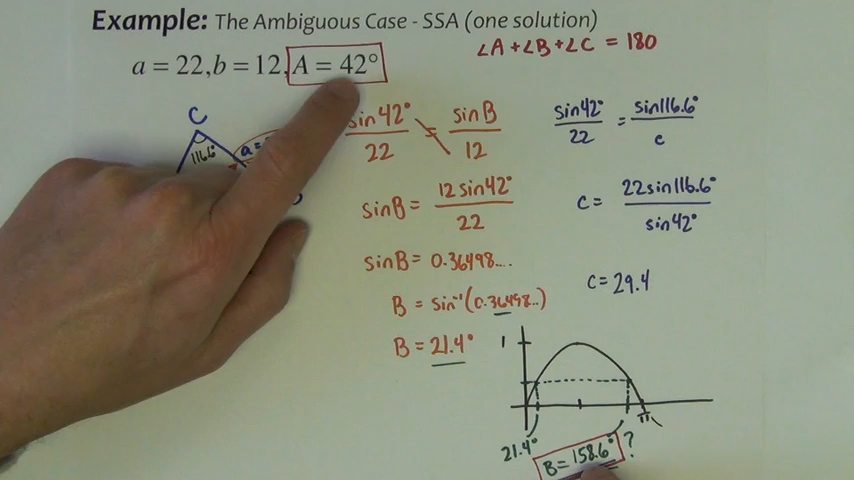 Example: The Ambiguous Case - SSA (one solution)
a = 22, b = 12, A = 42°
∠A + ∠B + ∠C = 180
C
116.6°
a =
sin42° / 22 = sinB / 12
sinB = 12 sin42° / 22
sinB = 0.36498....
B = sin⁻¹(0.36498..)
B = 21.4°
sin42° / 22 = sin116.6° / c
c = 22sin116.6° / sin42°
c = 29.4
1
π
21.4°
B = 158.6° ?